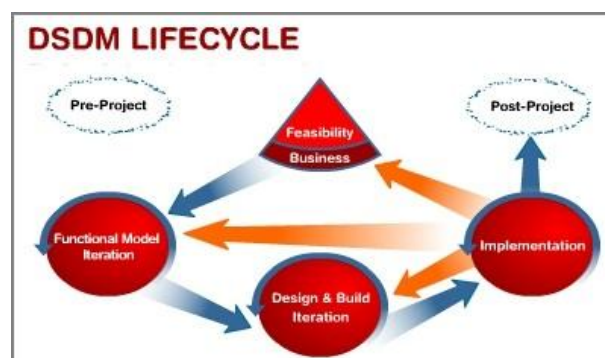 DSDM LIFECYCLE
Pre-Project
Post-Project
Feasibility
Business
Functional Model
Iteration
Implementation
Design & Build
Iteration